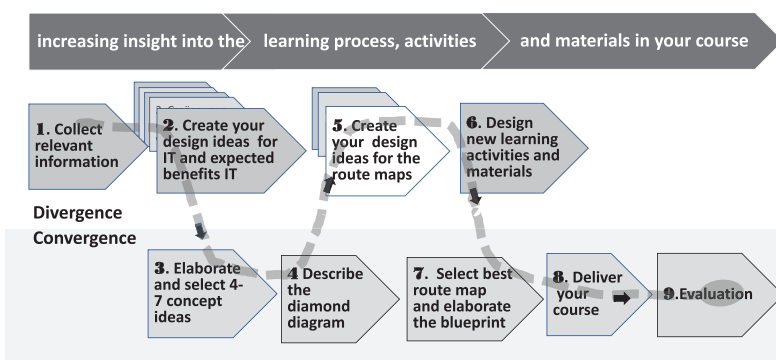 increasing insight into the
learning process, activities
and materials in your course
1. Collect
relevant
information
2. Create your
design ideas for
IT and expected
benefits IT
5. Create
your design
ideas for the
route maps
6. Design
new learning
activities and
materials
Divergence
Convergence
3. Elaborate
and select 4-
7 concept
ideas
4 Describe
the
diamond
diagram
7. Select best
route map
and elaborate
the blueprint
8. Deliver
your
course
9.Evaluation